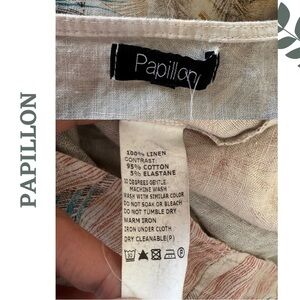 PAPILLON
Papillon
100% LINEN
CONTRAST
95% COTTON
5% ELASTANE
30 DEGREES GENTLE
MACHINE WASH
WASH WITH SIMILAR COLOR
DO NOT SOAK OR BLEACH
DO NOT TUMBLE DRY
WARM IRON
IRON UNDER CLOTH
DRY CLEANABLE(P)